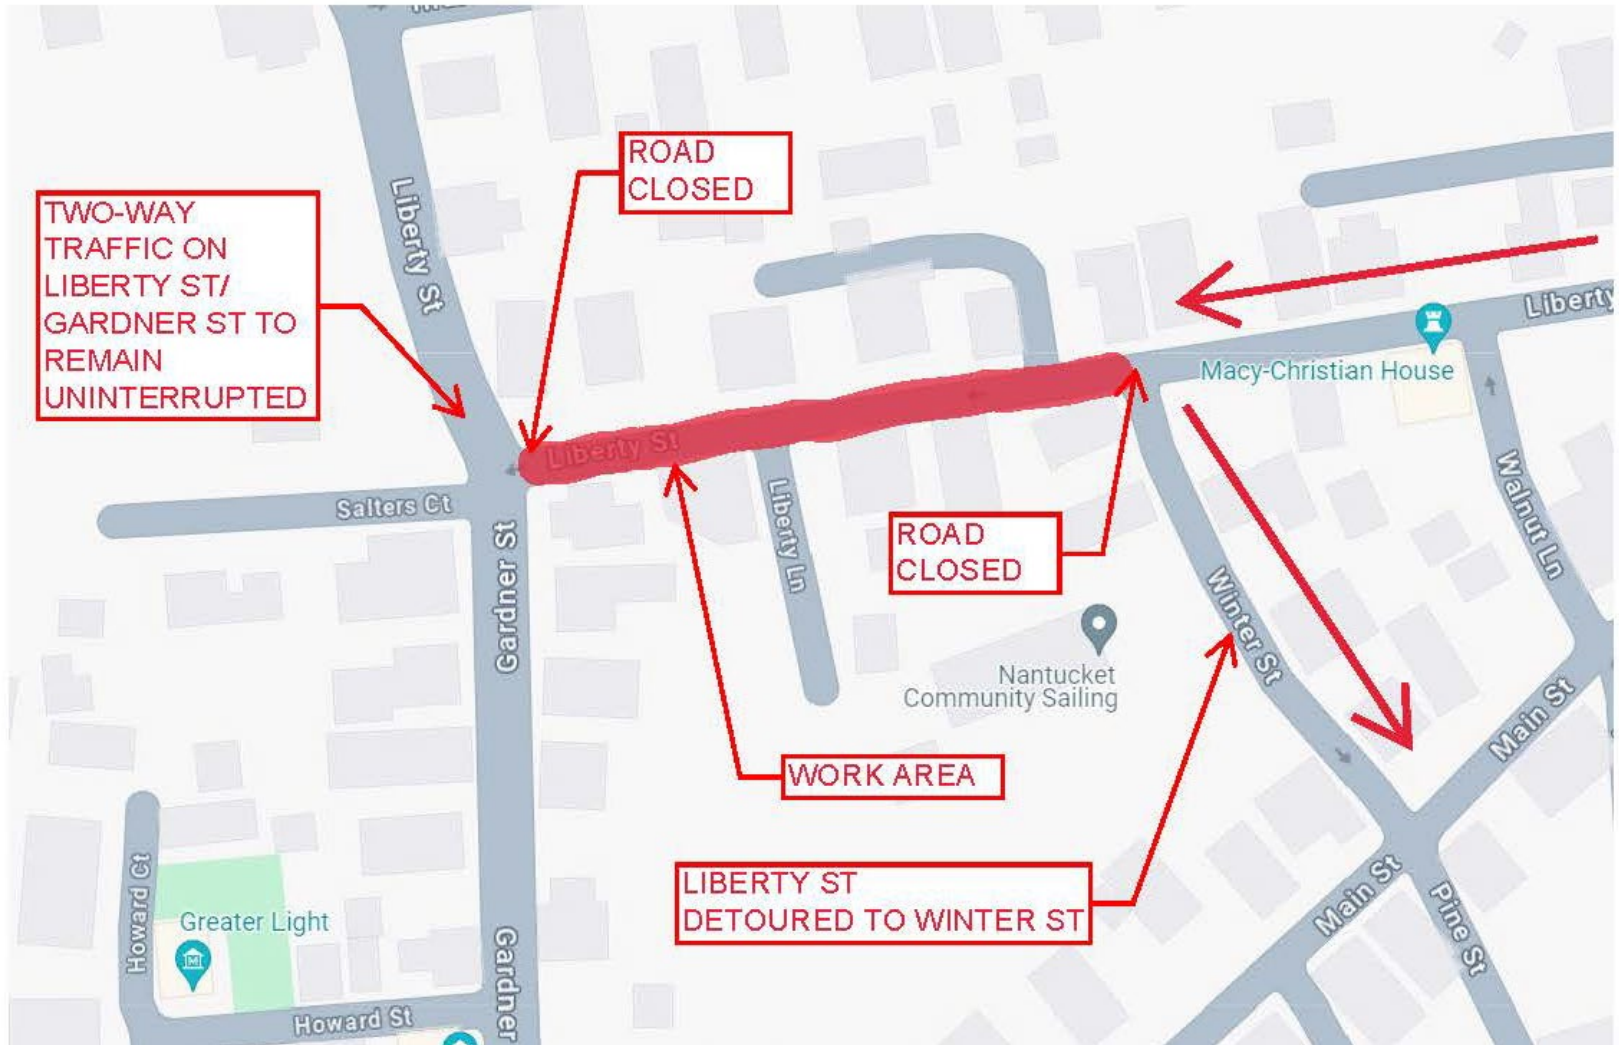 ROAD
CLOSED
TWO-WAY
TRAFFIC ON
LIBERTY ST/
GARDNER ST TO
REMAIN
UNINTERRUPTED
Liberty St
Liberty
Macy-Christian House
Liberty St
Salters Ct
Liberty Ln
Walnut Ln
ROAD
CLOSED
Gardner St
Winter St
Nantucket
Community Sailing
Main St
WORK AREA
LIBERTY ST
DETOURED TO WINTER ST
Main St
Pine St
Howard Ct
Greater Light
Gardner
Howard St